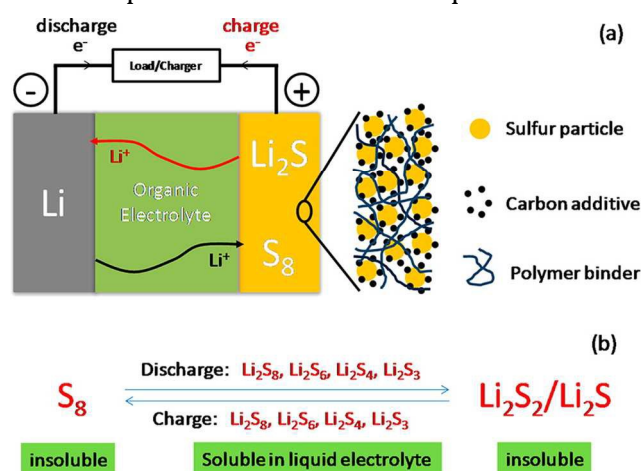 discharge
e⁻
charge
e⁻
(a)
Load/Charger
-
+
Li⁺
Li₂S
Sulfur particle
Li
Organic
Electrolyte
Carbon additive
Li⁺
S₈
Polymer binder
(b)
Discharge: Li₂S₈, Li₂S₆, Li₂S₄, Li₂S₃
S₈
Li₂S₂/Li₂S
Charge: Li₂S₈, Li₂S₆, Li₂S₄, Li₂S₃
insoluble
Soluble in liquid electrolyte
insoluble